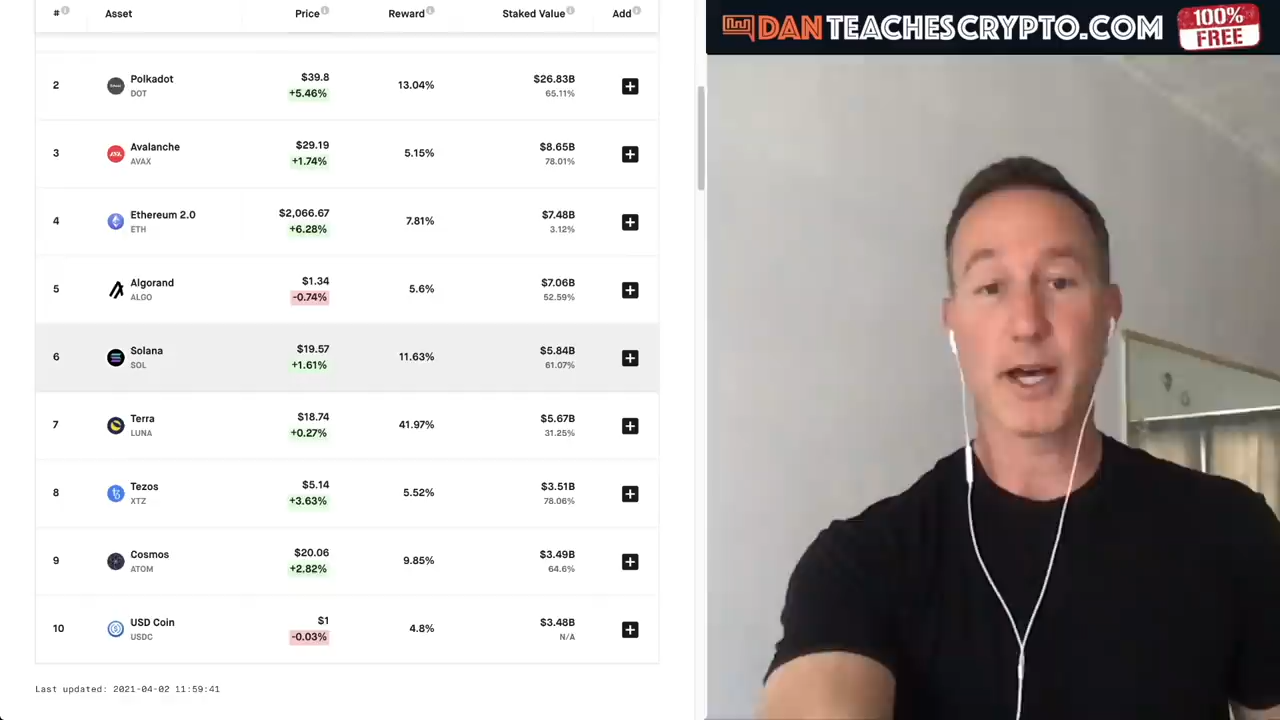 # Asset Price Reward Staked Value Add
2 Polkadot $39.8 13.04% $26.83B
DOT +5.46% 65.11%
3 Avalanche $29.19 5.15% $8.65B
AVAX +1.74% 78.01%
4 Ethereum 2.0 $2,066.67 7.81% $7.48B
ETH +6.28% 3.12%
5 Algorand $1.34 5.6% $7.06B
ALGO -0.74% 52.59%
6 Solana $19.57 11.63% $5.84B
SOL +1.61% 61.07%
7 Terra $18.74 41.97% $5.67B
LUNA +0.27% 31.25%
8 Tezos $5.14 5.52% $3.51B
XTZ +3.63% 78.06%
9 Cosmos $20.06 9.85% $3.49B
ATOM +2.82% 64.6%
10 USD Coin $1 4.8% $3.48B
USDC -0.03% N/A
Last updated: 2021-04-02 11:59:41
DANTEACHESCRYPTO.COM
100%
FREE